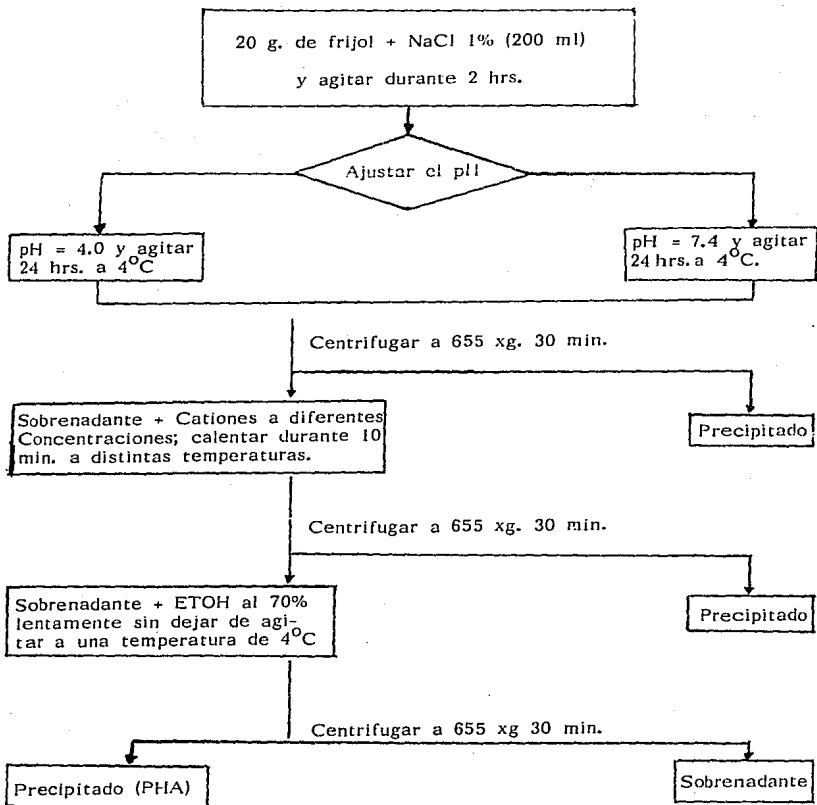 20 g. de frijol + NaCl 1% (200 ml)
y agitar durante 2 hrs.
Ajustar el pH
pH = 4.0 y agitar
24 hrs. a 4°C
pH = 7.4 y agitar
24 hrs. a 4°C.
Centrifugar a 655 xg. 30 min.
Sobrenadante + Cationes a diferentes
Concentraciones; calentar durante 10
min. a distintas temperaturas.
Precipitado
Centrifugar a 655 xg. 30 min.
Sobrenadante + ETOH al 70%
lentamente sin dejar de agi-
tar a una temperatura de 4°C
Precipitado
Centrifugar a 655 xg 30 min.
Precipitado (PHA)
Sobrenadante